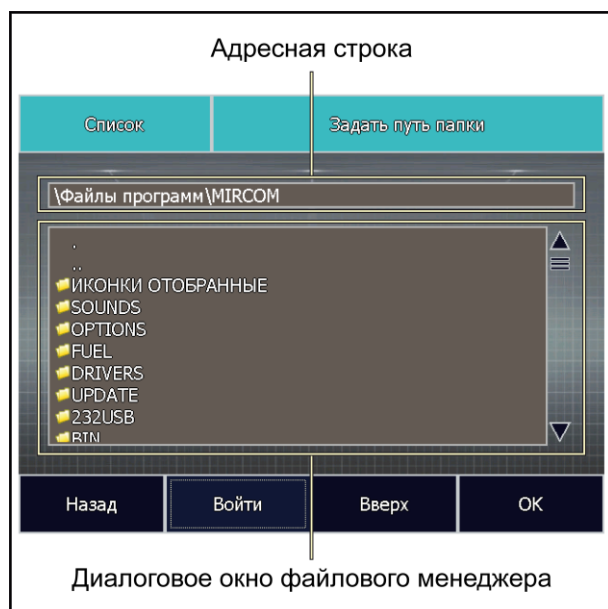 Адресная строка
Список
Задать путь папки
\Файлы программ\MIRCOM
.
..
ИКОНКИ ОТОБРАННЫЕ
SOUNDS
OPTIONS
FUEL
DRIVERS
UPDATE
232USB
BIN
Назад
Войти
Вверх
OK
Диалоговое окно файлового менеджера